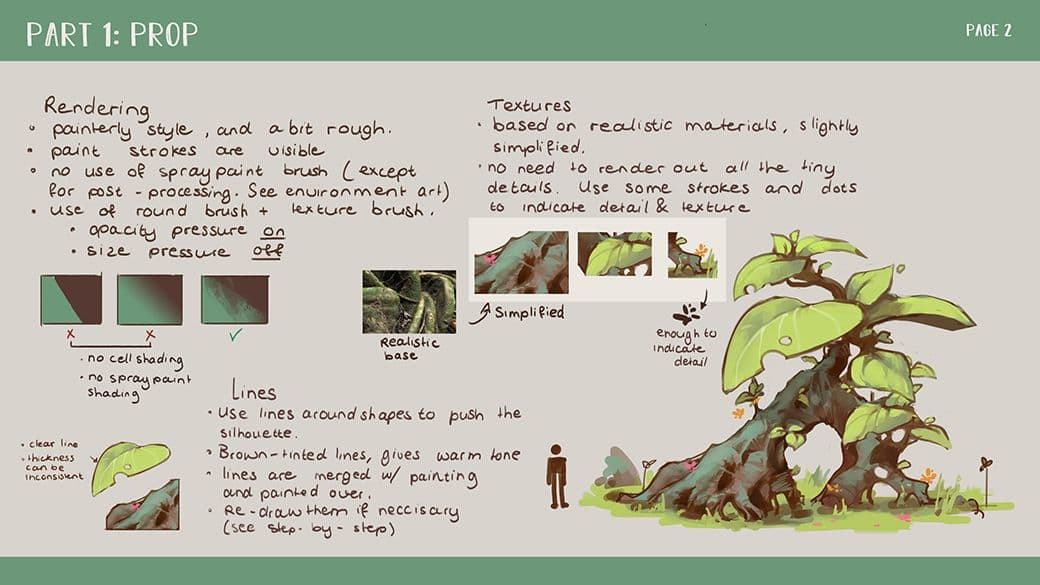 PART 1: PROP
PAGE 2
Rendering
• painterly style, and a bit rough.
• paint strokes are visible
• no use of spraypaint brush (except
for post-processing. See environment art)
• use of round brush + texture brush.
• opacity pressure on
• size pressure off
x
x
✓
• no cell shading
• no spraypaint
shading
Textures
• based on realistic materials, slightly
simplified.
• no need to render out all the tiny
details. Use some strokes and dots
to indicate detail & texture
Simplified
Realistic
base
enough to
indicate
detail
Lines
• Use lines around shapes to push the
silhouette.
• Brown-tinted lines, gives warm tone
• lines are merged w/ painting
and painted over.
• Re-draw them if neccisary
(see step-by-step)
• clear line
• thickness
can be
inconsistent